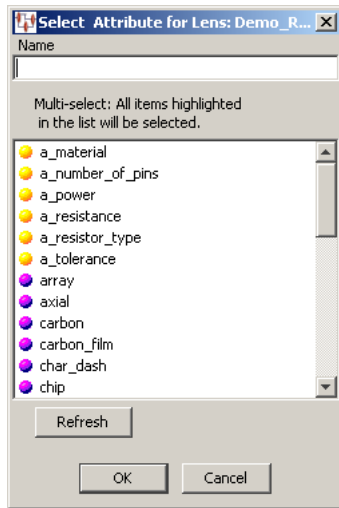 Select Attribute for Lens: Demo_R...
Name
Multi-select: All items highlighted
in the list will be selected.
a_material
a_number_of_pins
a_power
a_resistance
a_resistor_type
a_tolerance
array
axial
carbon
carbon_film
char_dash
chip
Refresh
OK Cancel